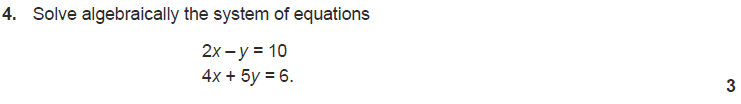 4. Solve algebraically the system of equations
2x – y = 10
4x + 5y = 6.
3